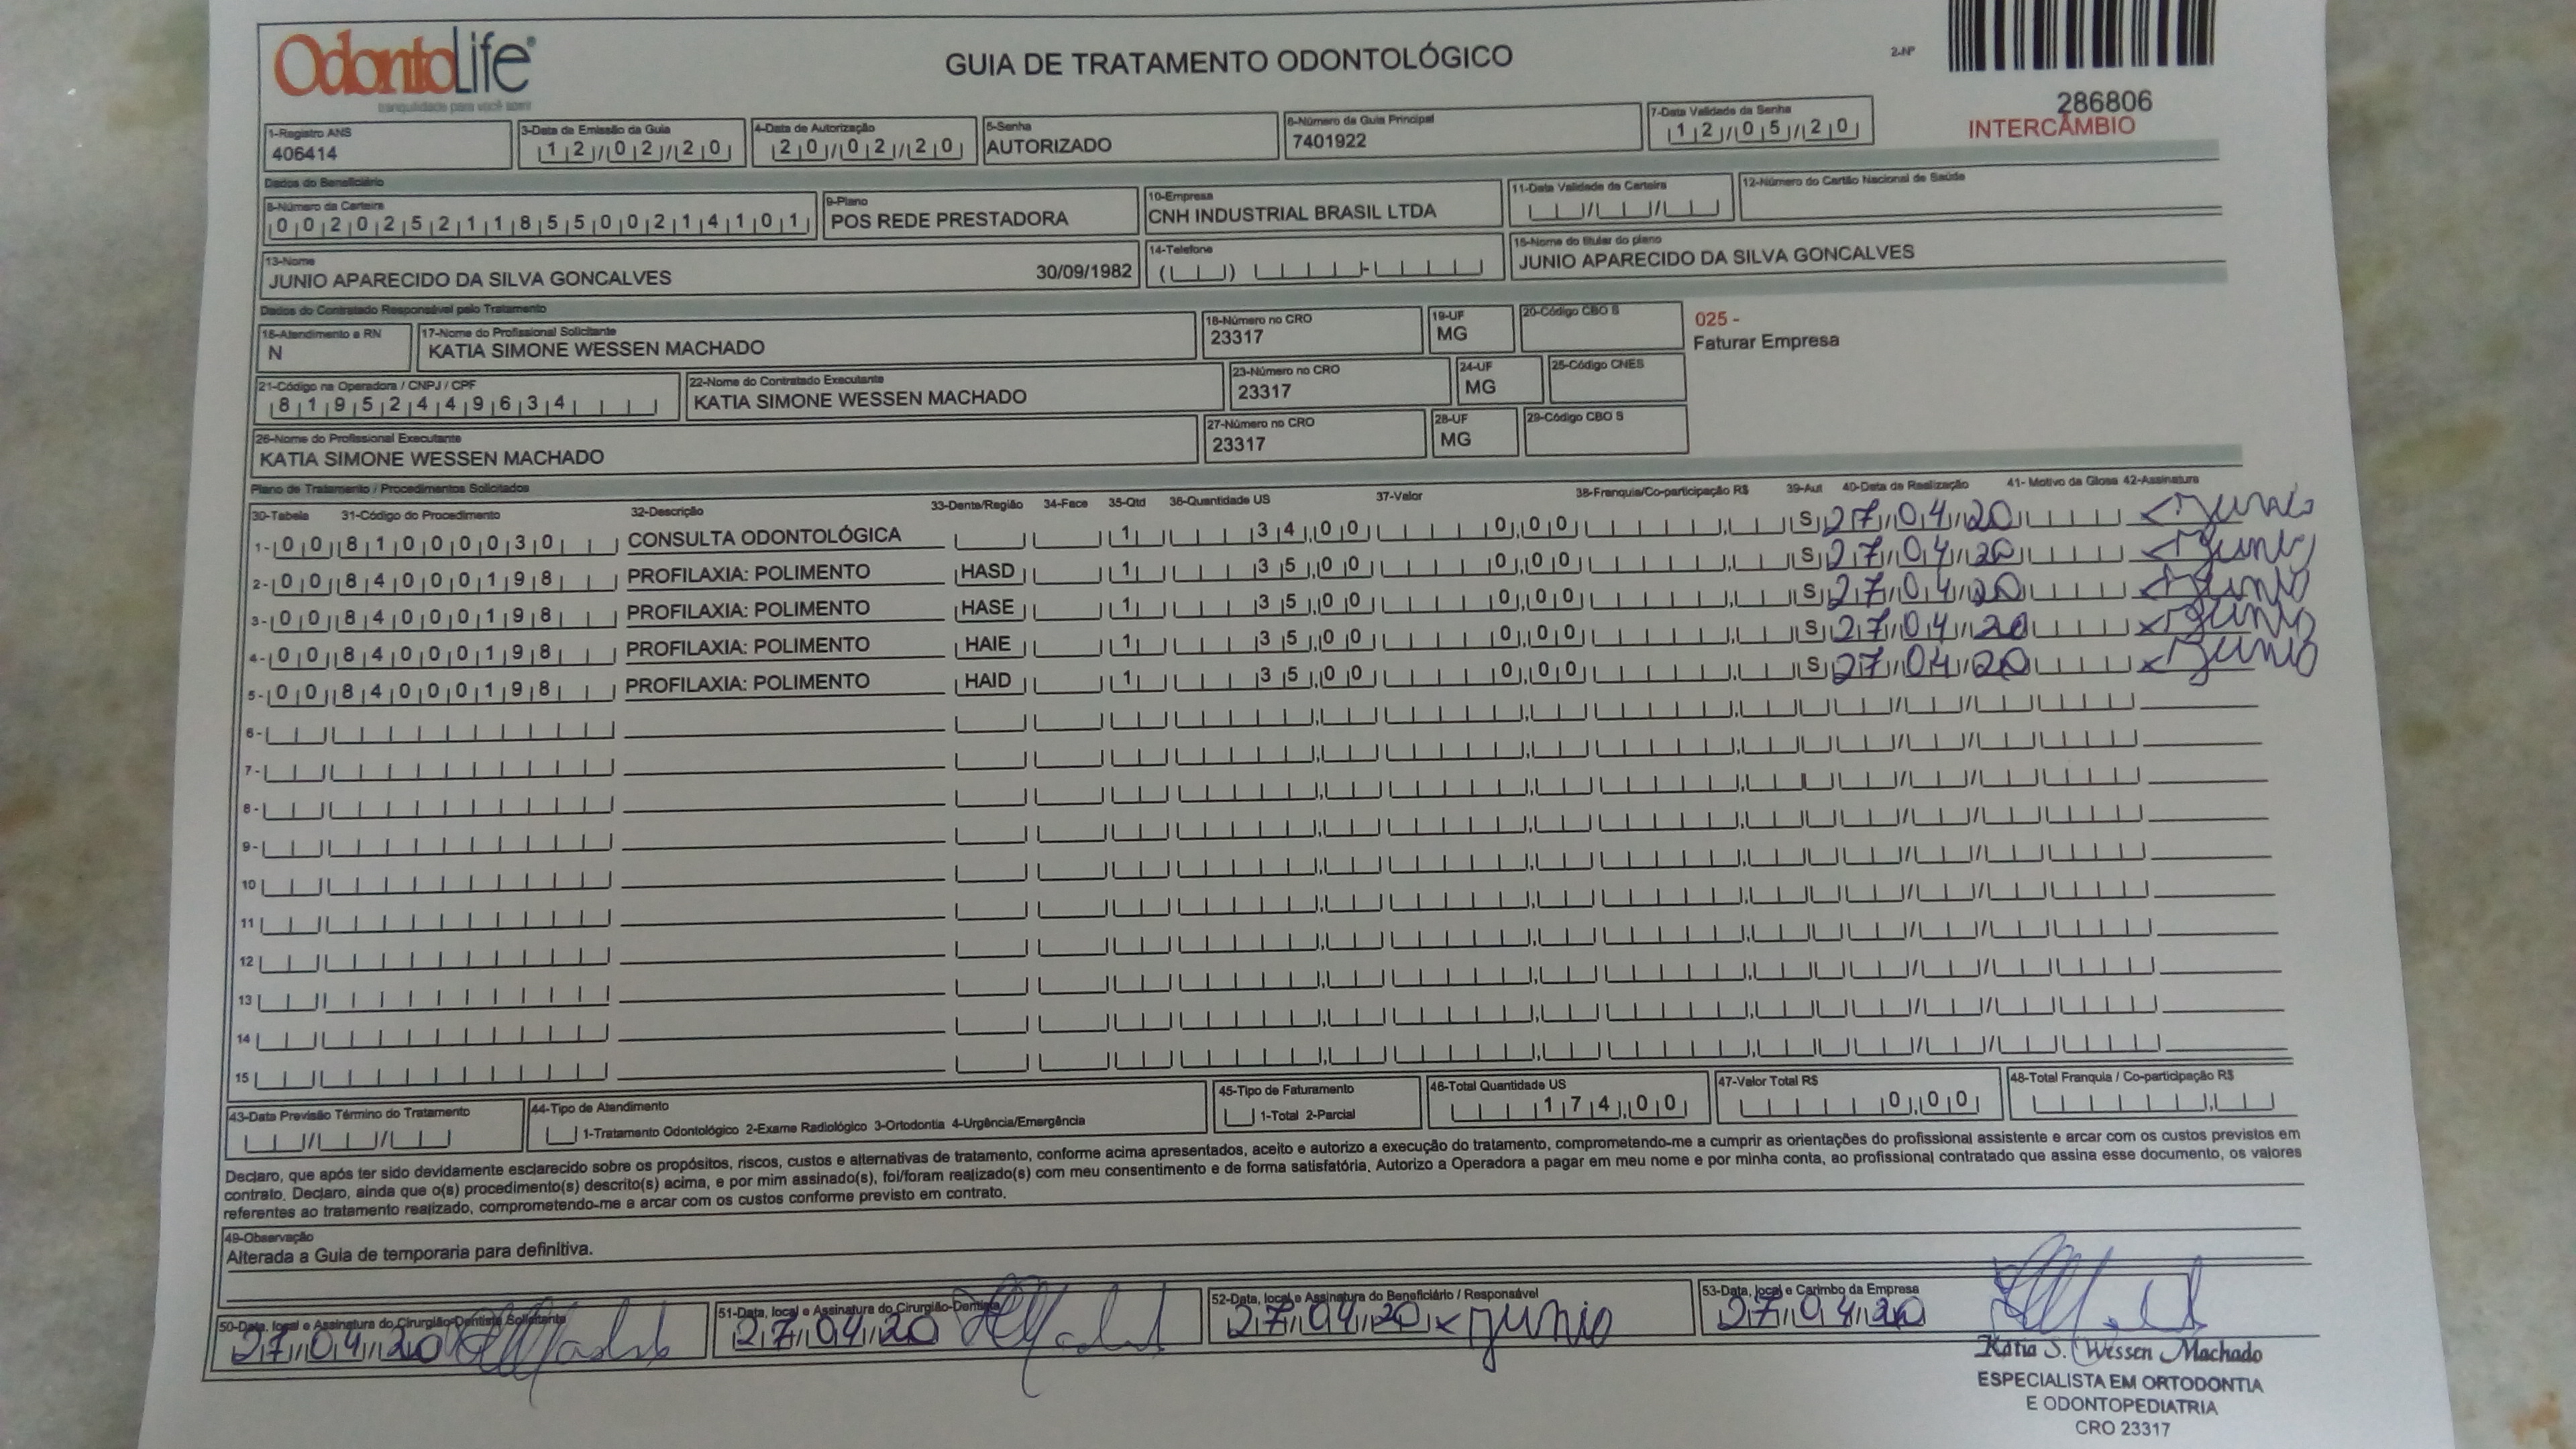 OdontoLife®
tranquilidade para você sorrir
GUIA DE TRATAMENTO ODONTOLÓGICO
2-Nº
286806
INTERCÂMBIO
1-Registro ANS
406414
3-Data de Emissão da Guia
12/02/20
4-Data de Autorização
20/02/20
5-Senha
AUTORIZADO
6-Número da Guia Principal
7401922
7-Data Validade da Senha
12/05/20
Dados do Beneficiário
8-Número da Carteira
00202521185500214101
9-Plano
POS REDE PRESTADORA
10-Empresa
CNH INDUSTRIAL BRASIL LTDA
11-Data Validade da Carteira
12-Número do Cartão Nacional de Saúde
13-Nome
JUNIO APARECIDO DA SILVA GONCALVES 30/09/1982
14-Telefone
15-Nome do titular do plano
JUNIO APARECIDO DA SILVA GONCALVES
Dados do Contratado Responsável pelo Tratamento
16-Atendimento a RN
N
17-Nome do Profissional Solicitante
KATIA SIMONE WESSEN MACHADO
18-Número no CRO
23317
19-UF
MG
20-Código CBO S
025 -
Faturar Empresa
21-Código na Operadora / CNPJ / CPF
81952449634
22-Nome do Contratado Executante
KATIA SIMONE WESSEN MACHADO
23-Número no CRO
23317
24-UF
MG
25-Código CNES
26-Nome do Profissional Executante
KATIA SIMONE WESSEN MACHADO
27-Número no CRO
23317
28-UF
MG
29-Código CBO S
Plano de Tratamento / Procedimentos Solicitados
30-Tabela 31-Código do Procedimento 32-Descrição 33-Dente/Região 34-Face 35-Qtd 36-Quantidade US 37-Valor 38-Franquia/Co-participação R$ 39-Aut 40-Data de Realização 41- Motivo da Glosa 42-Assinatura
1- 00 81000030 CONSULTA ODONTOLÓGICA 1 34,00 0,00 S 27/04/20 Junio
2- 00 84000198 PROFILAXIA: POLIMENTO HASD 1 35,00 0,00 S 27/04/20 Junio
3- 00 84000198 PROFILAXIA: POLIMENTO HASE 1 35,00 0,00 S 27/04/20 Junio
4- 00 84000198 PROFILAXIA: POLIMENTO HAIE 1 35,00 0,00 S 27/04/20 x Junio
5- 00 84000198 PROFILAXIA: POLIMENTO HAID 1 35,00 0,00 S 27/04/20 x Junio
6-
7-
8-
9-
10
11
12
13
14
15
43-Data Previsão Término do Tratamento
44-Tipo de Atendimento
1-Tratamento Odontológico 2-Exame Radiológico 3-Ortodontia 4-Urgência/Emergência
45-Tipo de Faturamento
1-Total 2-Parcial
46-Total Quantidade US
174,00
47-Valor Total R$
0,00
48-Total Franquia / Co-participação R$
Declaro, que após ter sido devidamente esclarecido sobre os propósitos, riscos, custos e alternativas de tratamento, conforme acima apresentados, aceito e autorizo a execução do tratamento, comprometendo-me a cumprir as orientações do profissional assistente e arcar com os custos previstos em
contrato. Declaro, ainda que o(s) procedimento(s) descrito(s) acima, e por mim assinado(s), foi/foram realizado(s) com meu consentimento e de forma satisfatória. Autorizo a Operadora a pagar em meu nome e por minha conta, ao profissional contratado que assina esse documento, os valores
referentes ao tratamento realizado, comprometendo-me a arcar com os custos conforme previsto em contrato.
49-Observação
Alterada a Guia de temporaria para definitiva.
50-Data, local e Assinatura do Cirurgião-Dentista Solicitante
27/04/20
51-Data, local e Assinatura do Cirurgião-Dentista
27/04/20
52-Data, local e Assinatura do Beneficiário / Responsável
27/04/20 x Junio
53-Data, local e Carimbo da Empresa
27/04/20
Katia S. Wessen Machado
ESPECIALISTA EM ORTODONTIA
E ODONTOPEDIATRIA
CRO 23317